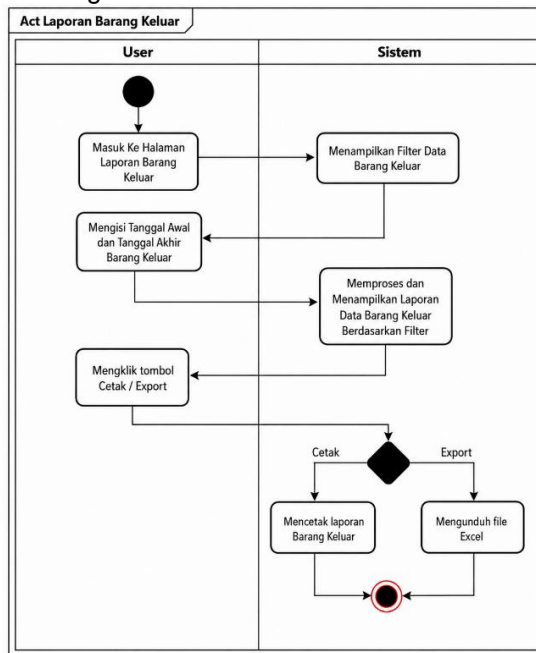 Act Laporan Barang Keluar
User
Sistem
Masuk Ke Halaman
Laporan Barang
Keluar
Menampilkan Filter Data
Barang Keluar
Mengisi Tanggal Awal
dan Tanggal Akhir
Barang Keluar
Memproses dan
Menampilkan Laporan
Data Barang Keluar
Berdasarkan Filter
Mengklik tombol
Cetak / Export
Cetak
Export
Mencetak laporan
Barang Keluar
Mengunduh file
Excel